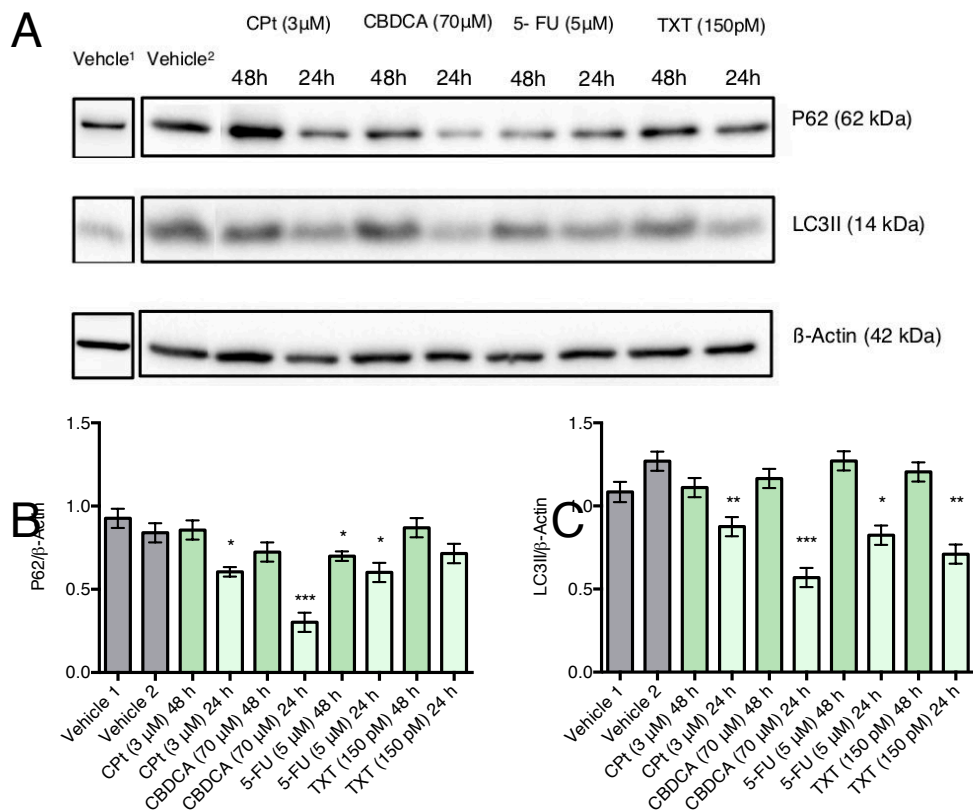 A
CPt (3µM) CBDCA (70µM) 5- FU (5µM) TXT (150pM)
Vehcle¹ Vehicle²
48h 24h 48h 24h 48h 24h 48h 24h
P62 (62 kDa)
LC3II (14 kDa)
ß-Actin (42 kDa)
B
P62/β-Actin
1.5
1.0
0.5
0.0
* *** * *
Vehicle 1
Vehicle 2
CPt (3 µM) 48 h
CPt (3 µM) 24 h
CBDCA (70 µM) 48 h
CBDCA (70 µM) 24 h
5-FU (5 µM) 48 h
5-FU (5 µM) 24 h
TXT (150 pM) 48 h
TXT (150 pM) 24 h
C
LC3II/β-Actin
1.5
1.0
0.5
0.0
** *** * **
Vehicle 1
Vehicle 2
CPt (3 µM) 48 h
CPt (3 µM) 24 h
CBDCA (70 µM) 48 h
CBDCA (70 µM) 24 h
5-FU (5 µM) 48 h
5-FU (5 µM) 24 h
TXT (150 pM) 48 h
TXT (150 pM) 24 h